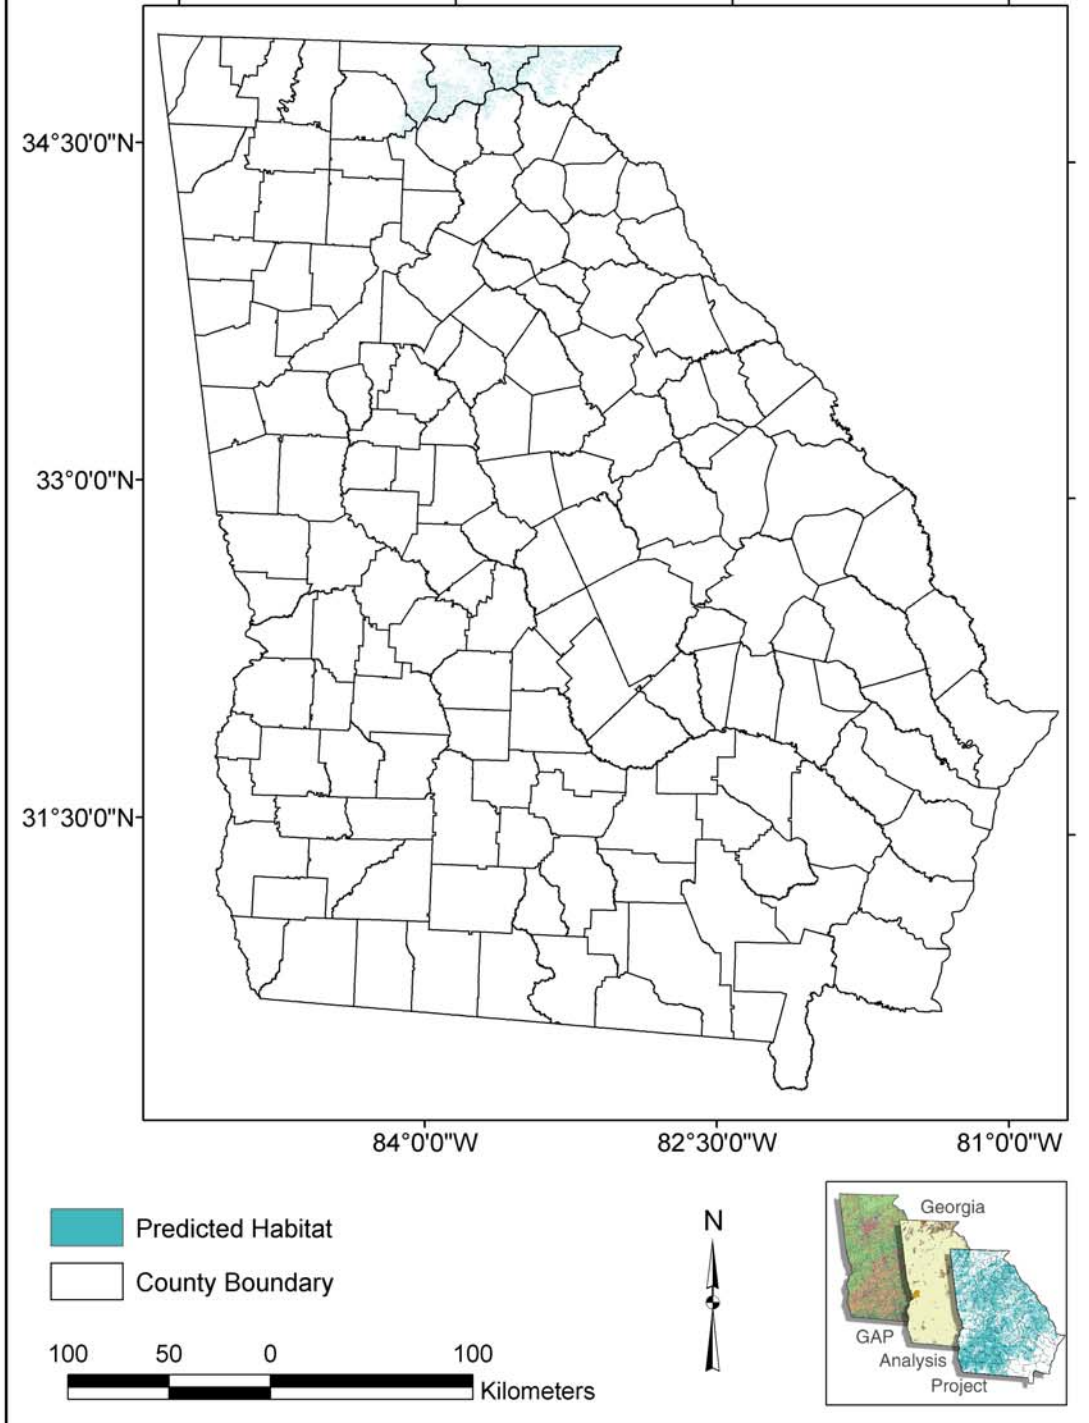 34°30'0"N
33°0'0"N
31°30'0"N
84°0'0"W 82°30'0"W 81°0'0"W
Predicted Habitat
County Boundary
N
100 50 0 100
Kilometers
Georgia
GAP
Analysis
Project